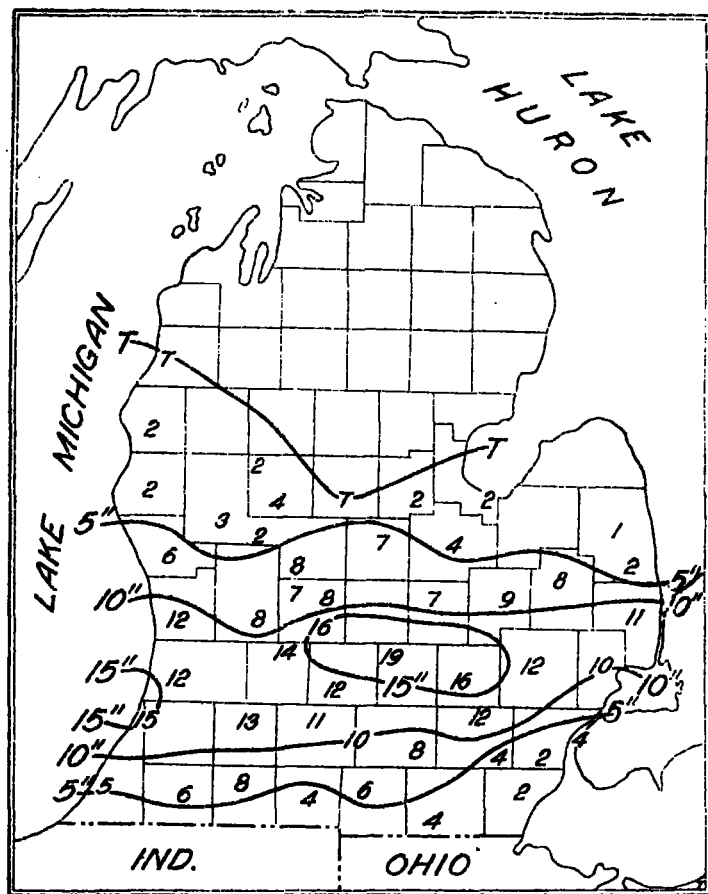 LAKE
HURON
LAKE MICHIGAN
T T
2
2 T
2 4 T 2 2
5" 3 2 7 4 1
6 8 8 2 5"
10" 7 8 7 9 11 10"
12 8 16
14 19
15" 12 12 15" 16 12 10 10"
15" 15 13 11 12 5"
10" 10 8 4 2 4
5" 5 6 8 4 6 2
4
IND. OHIO